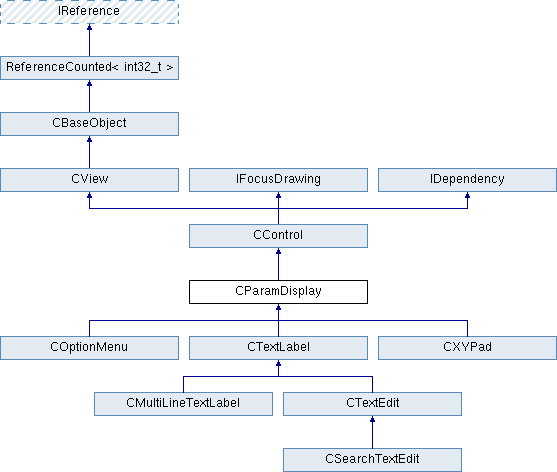 IReference
ReferenceCounted< int32_t >
CBaseObject
CView
IFocusDrawing
IDependency
CControl
CParamDisplay
COptionMenu
CTextLabel
CXYPad
CMultiLineTextLabel
CTextEdit
CSearchTextEdit